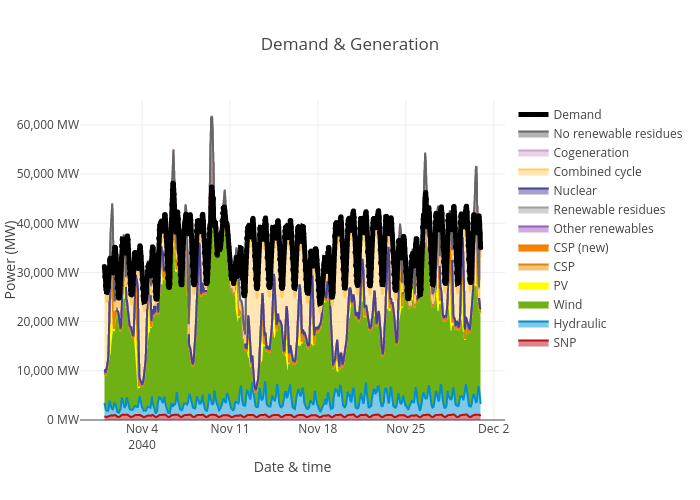 Demand & Generation
60,000 MW
50,000 MW
40,000 MW
30,000 MW
20,000 MW
10,000 MW
0 MW
Power (MW)
Nov 4
2040
Nov 11
Nov 18
Nov 25
Dec 2
Date & time
Demand
No renewable residues
Cogeneration
Combined cycle
Nuclear
Renewable residues
Other renewables
CSP (new)
CSP
PV
Wind
Hydraulic
SNP